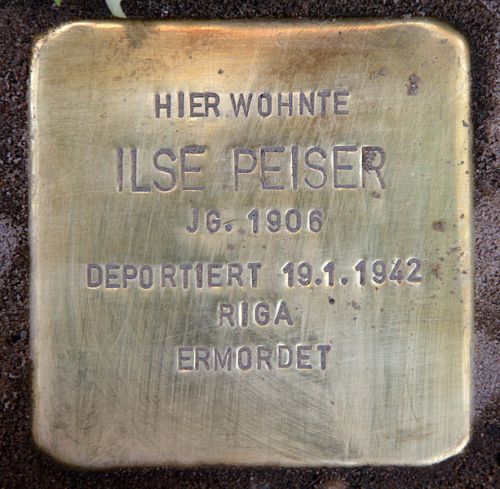 HIER WOHNTE
ILSE PEISER
JG. 1906
DEPORTIERT 19.1.1942
RIGA
ERMORDET